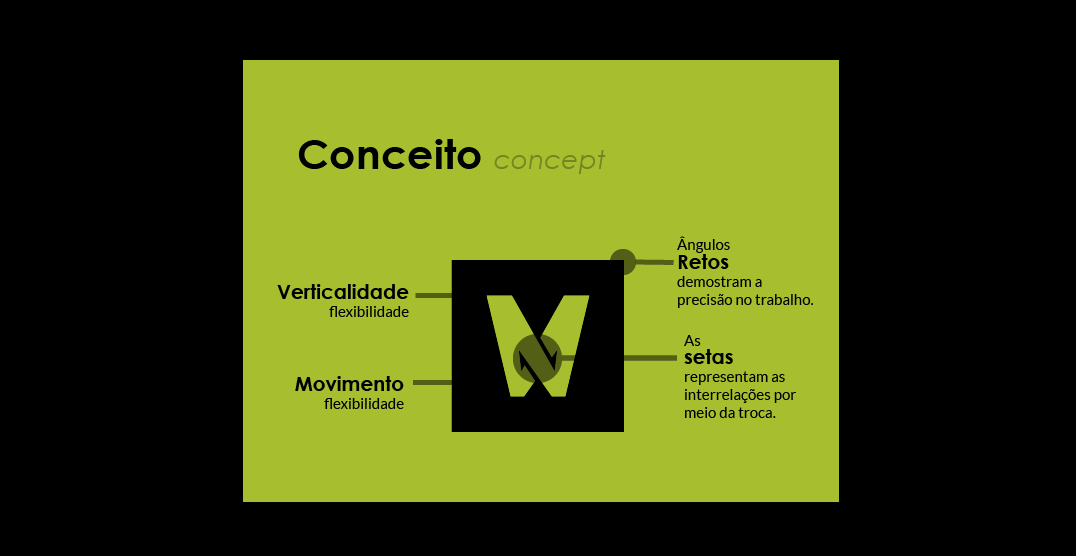 Conceito concept
Verticalidade
flexibilidade
Movimento
flexibilidade
W
Ângulos
Retos
demostram a
precisão no trabalho.
As
setas
representam as
interrelações por
meio da troca.